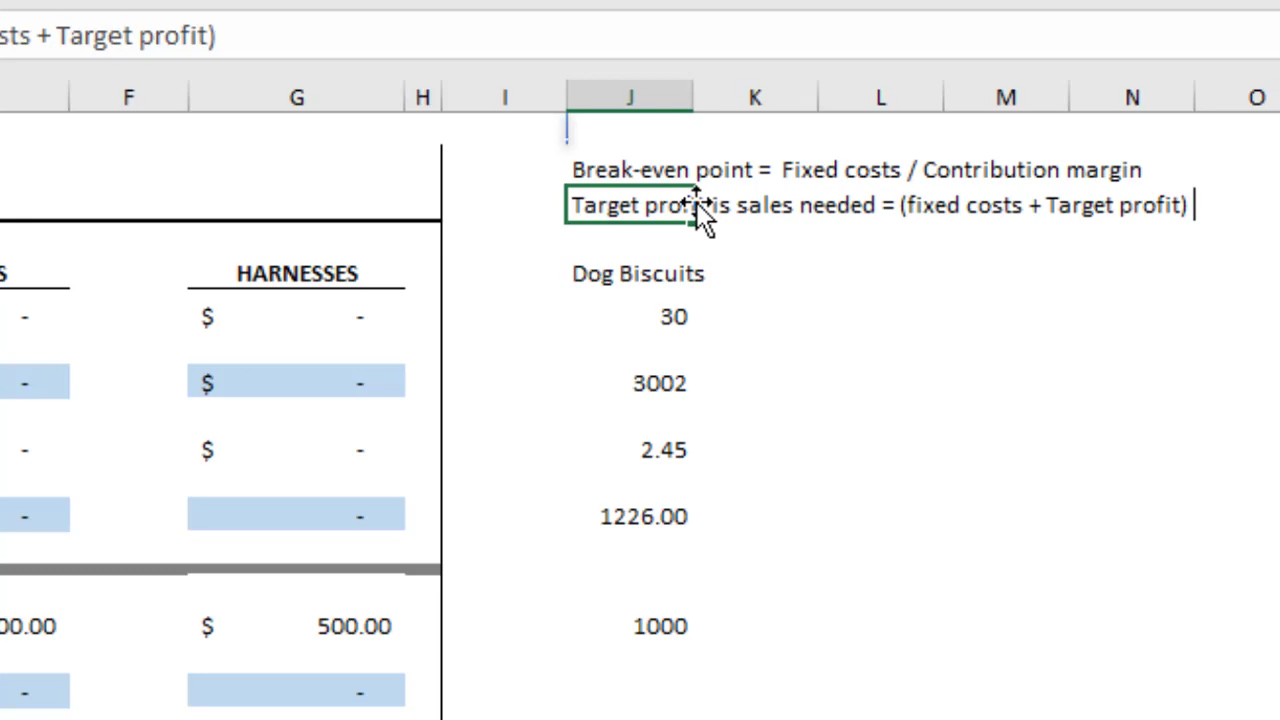 sts + Target profit)
F G H I J K L M N O
Break-even point = Fixed costs / Contribution margin
Target profit is sales needed = (fixed costs + Target profit)
S HARNESSES Dog Biscuits
- $ - 30
- $ - 3002
- $ - 2.45
- - 1226.00
00.00 $ 500.00 1000
- -